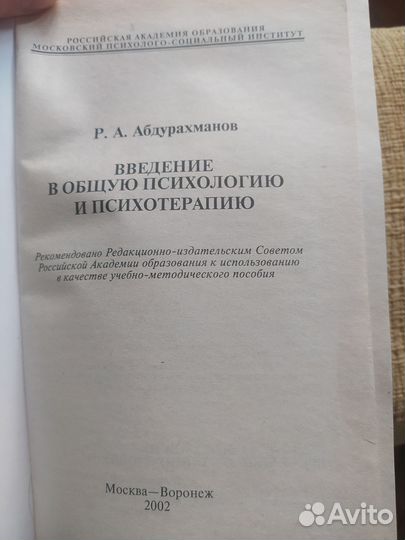 РОССИЙСКАЯ АКАДЕМИЯ ОБРАЗОВАНИЯ
МОСКОВСКИЙ ПСИХОЛОГО-СОЦИАЛЬНЫЙ ИНСТИТУТ
Р. А. Абдурахманов
ВВЕДЕНИЕ
В ОБЩУЮ ПСИХОЛОГИЮ
И ПСИХОТЕРАПИЮ
Рекомендовано Редакционно-издательским Советом
Российской Академии образования к использованию
в качестве учебно-методического пособия
Москва—Воронеж
2002
Avito